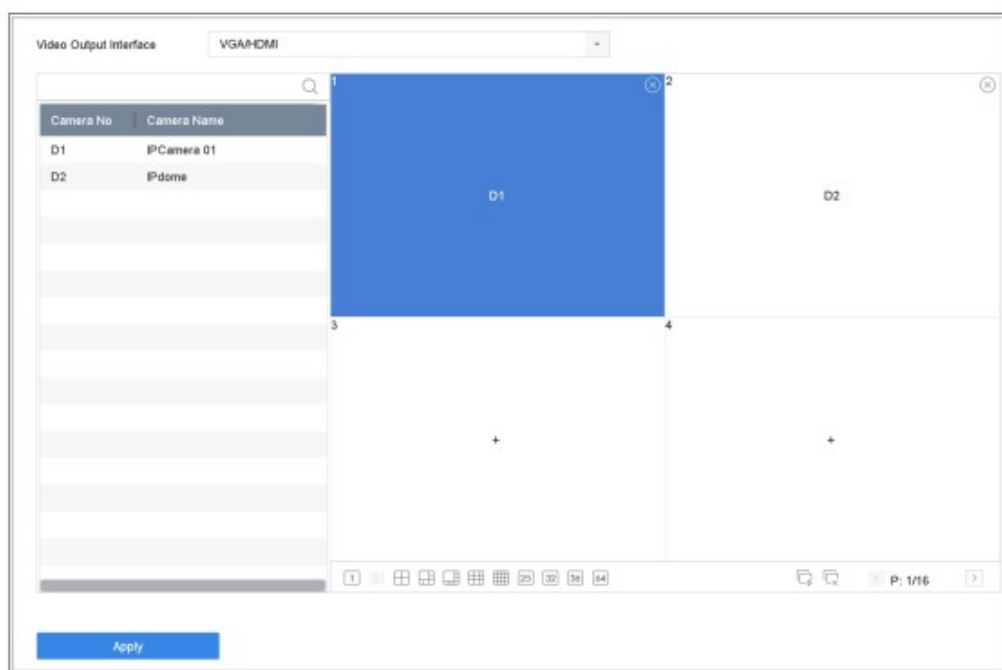 Video Output Interface
VGA/HDMI
Camera No Camera Name
D1 IPCamera 01
D2 IPdome
1
D1
2
D2
3
+
4
+
1 25 32 36 64
P: 1/16
Apply